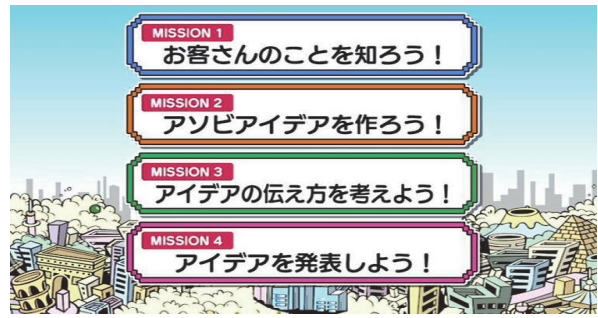 MISSION 1
お客さんのことを知ろう！
MISSION 2
アソビアイデアを作ろう！
MISSION 3
アイデアの伝え方を考えよう！
MISSION 4
アイデアを発表しよう！